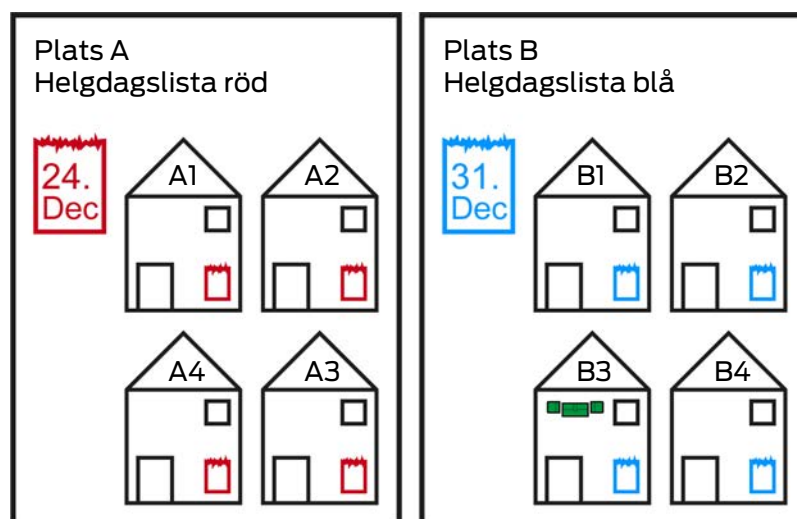 Plats A
Helgdagslista röd
24.
Dec
A1
A2
A4
A3
Plats B
Helgdagslista blå
31.
Dec
B1
B2
B3
B4